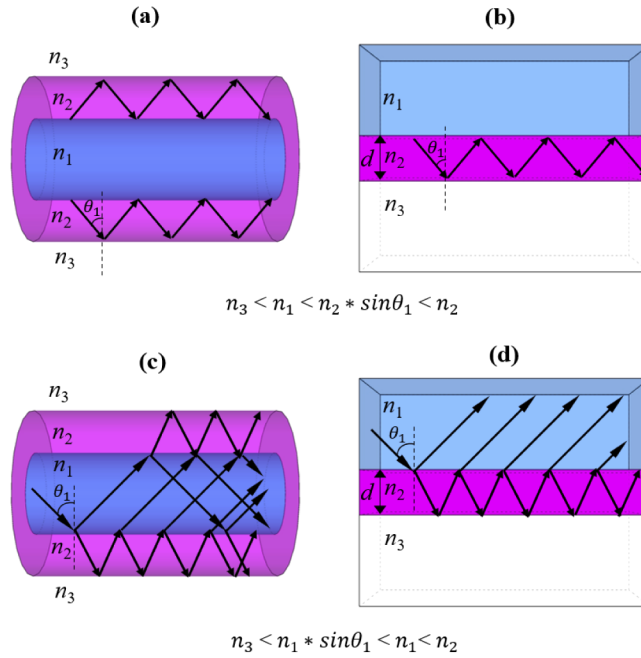 (a) (b)
n₃
n₂
n₁
n₂
θ₁
n₃
n₁
d n₂
θ₁
n₃
n₃ < n₁ < n₂ * sinθ₁ < n₂
(c) (d)
n₃
n₂
n₁
θ₁
n₂
n₃
n₁
θ₁
d n₂
n₃
n₃ < n₁ * sinθ₁ < n₁ < n₂